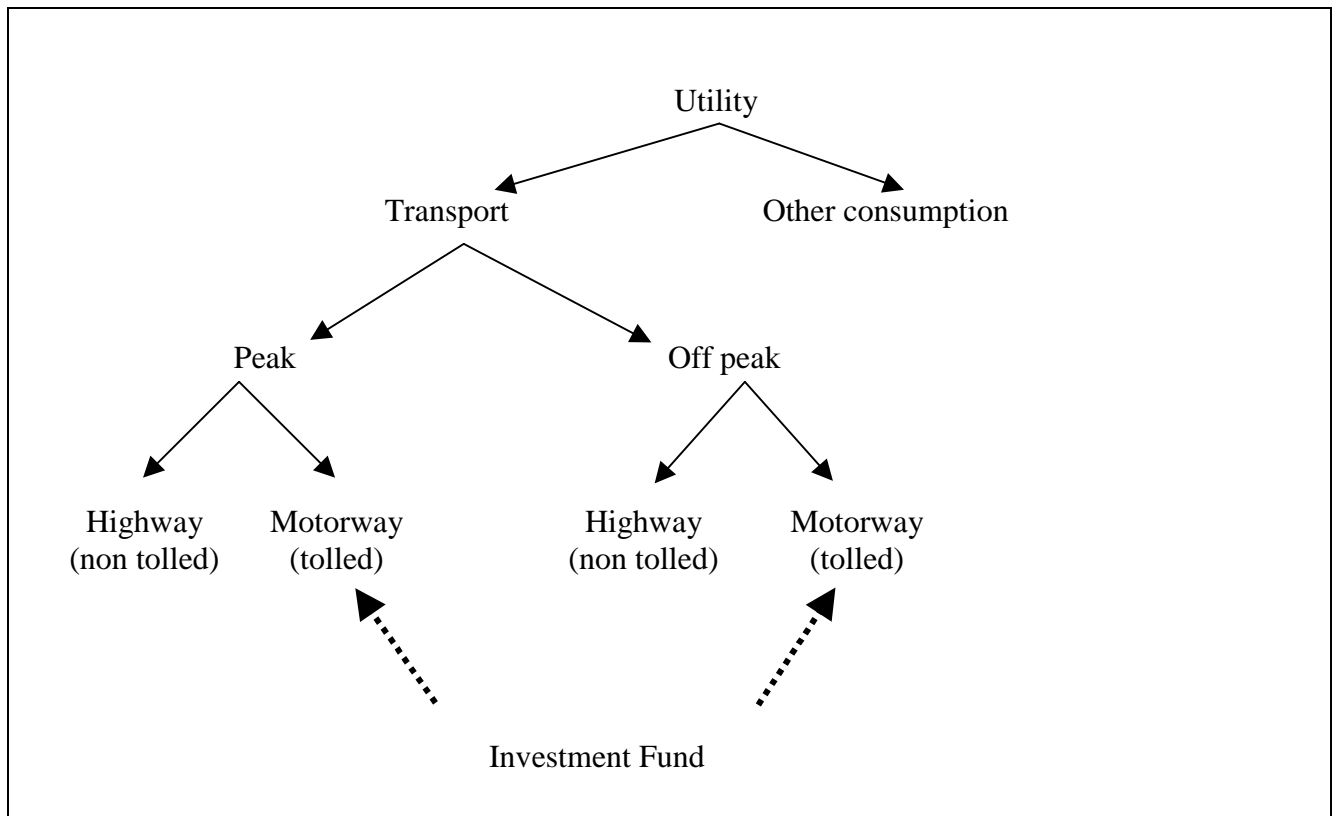 Utility
Transport
Other consumption
Peak
Off peak
Highway
(non tolled)
Motorway
(tolled)
Highway
(non tolled)
Motorway
(tolled)
Investment Fund